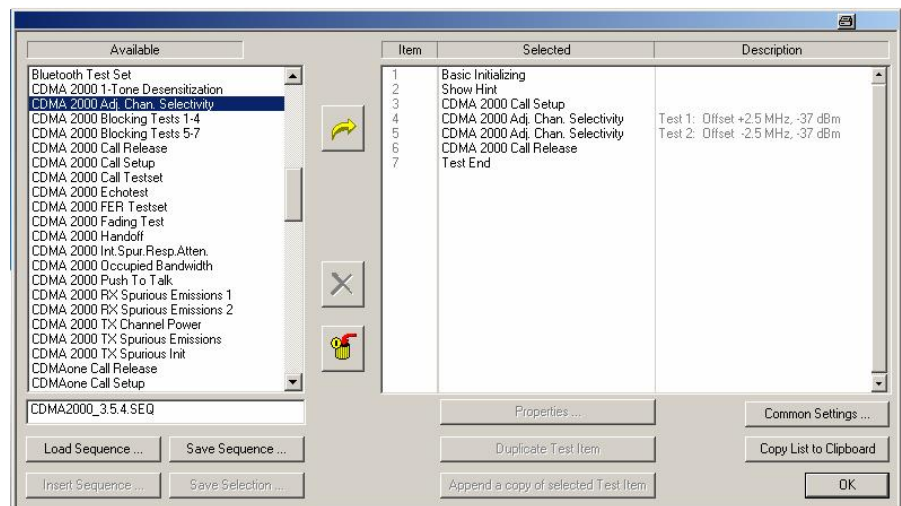 Available
Item Selected Description
Bluetooth Test Set
CDMA 2000 1-Tone Desensitization
CDMA 2000 Adj. Chan. Selectivity
CDMA 2000 Blocking Tests 1-4
CDMA 2000 Blocking Tests 5-7
CDMA 2000 Call Release
CDMA 2000 Call Setup
CDMA 2000 Call Testset
CDMA 2000 Echotest
CDMA 2000 FER Testset
CDMA 2000 Fading Test
CDMA 2000 Handoff
CDMA 2000 Int.Spur.Resp.Atten.
CDMA 2000 Occupied Bandwidth
CDMA 2000 Push To Talk
CDMA 2000 RX Spurious Emissions 1
CDMA 2000 RX Spurious Emissions 2
CDMA 2000 TX Channel Power
CDMA 2000 TX Spurious Emissions
CDMA 2000 TX Spurious Init
CDMAone Call Release
CDMAone Call Setup
1 Basic Initializing
2 Show Hint
3 CDMA 2000 Call Setup
4 CDMA 2000 Adj. Chan. Selectivity Test 1: Offset +2.5 MHz, -37 dBm
5 CDMA 2000 Adj. Chan. Selectivity Test 2: Offset -2.5 MHz, -37 dBm
6 CDMA 2000 Call Release
7 Test End
CDMA2000_3.5.4.SEQ
Properties ...
Common Settings ...
Load Sequence ... Save Sequence ...
Duplicate Test Item
Copy List to Clipboard
Insert Sequence ... Save Selection ...
Append a copy of selected Test Item
OK